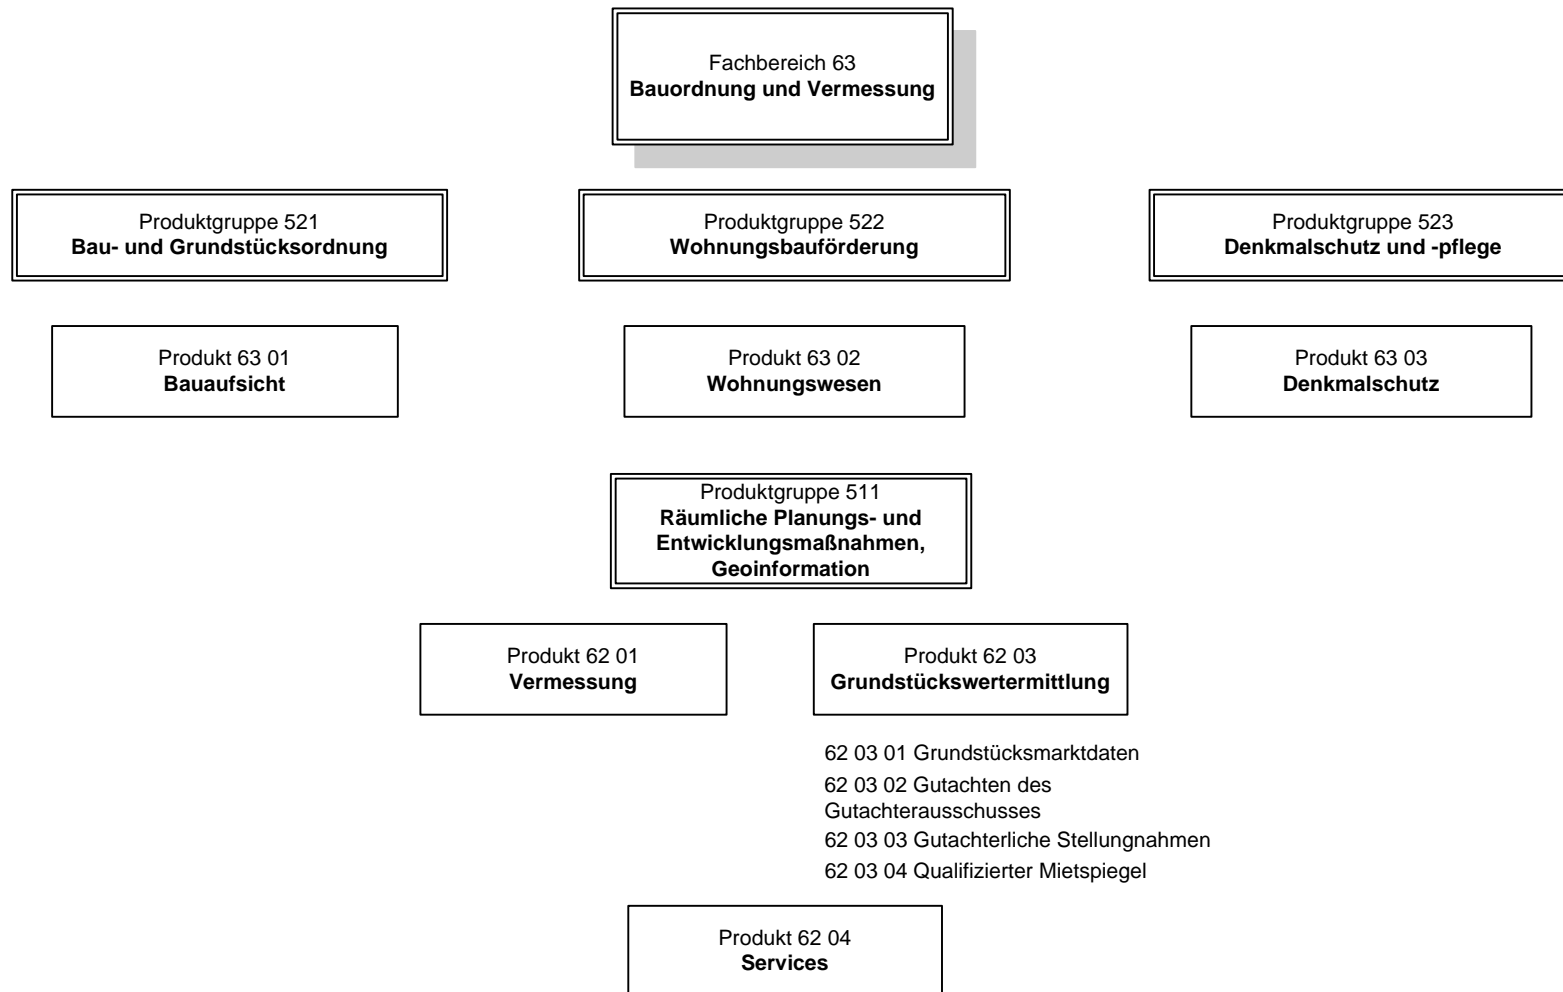 Fachbereich 63
Bauordnung und Vermessung
Produktgruppe 521
Bau- und Grundstücksordnung
Produktgruppe 522
Wohnungsbauförderung
Produktgruppe 523
Denkmalschutz und -pflege
Produkt 63 01
Bauaufsicht
Produkt 63 02
Wohnungswesen
Produkt 63 03
Denkmalschutz
Produktgruppe 511
Räumliche Planungs- und
Entwicklungsmaßnahmen,
Geoinformation
Produkt 62 01
Vermessung
Produkt 62 03
Grundstückswertermittlung
62 03 01 Grundstücksmarktdaten
62 03 02 Gutachten des
Gutachterausschusses
62 03 03 Gutachterliche Stellungnahmen
62 03 04 Qualifizierter Mietspiegel
Produkt 62 04
Services